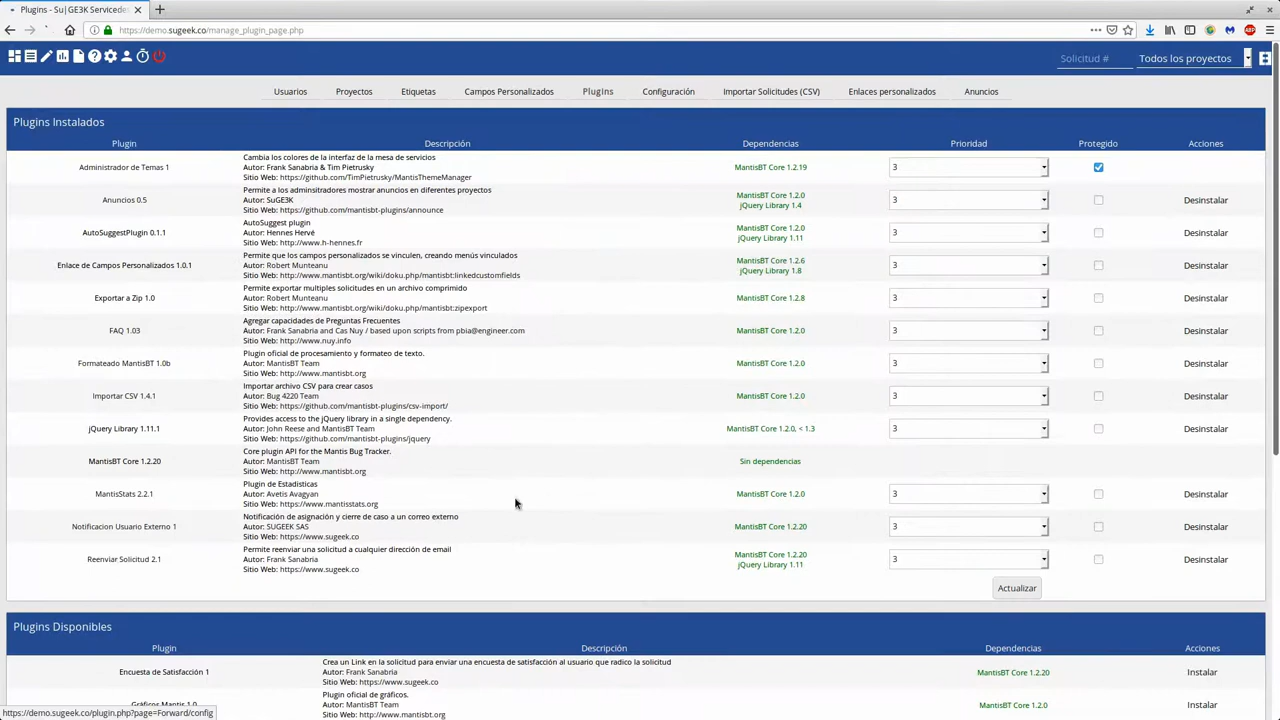 Plugins - Su|GE3K Servicedes
https://demo.sugeek.co/manage_plugin_page.php
Solicitud #
Todos los proyectos
Usuarios
Proyectos
Etiquetas
Campos Personalizados
Plugins
Configuración
Importar Solicitudes (CSV)
Enlaces personalizados
Anuncios
Plugins Instalados
Plugin
Descripción
Dependencias
Prioridad
Protegido
Acciones
Administrador de Temas 1
Cambia los colores de la interfaz de la mesa de servicios
Autor: Frank Sanabria & Tim Pietrusky
Sitio Web: https://github.com/TimPietrusky/MantisThemeManager
MantisBT Core 1.2.19
3
Anuncios 0.5
Permite a los adminsitradores mostrar anuncios en diferentes proyectos
Autor: SuGE3K
Sitio Web: https://github.com/mantisbt-plugins/announce
MantisBT Core 1.2.0
jQuery Library 1.4
3
Desinstalar
AutoSuggestPlugin 0.1.1
AutoSuggest plugin
Autor: Hennes Hervé
Sitio Web: http://www.h-hennes.fr
MantisBT Core 1.2.0
jQuery Library 1.11
3
Desinstalar
Enlace de Campos Personalizados 1.0.1
Permite que los campos personalizados se vinculen, creando menús vinculados
Autor: Robert Munteanu
Sitio Web: http://www.mantisbt.org/wiki/doku.php/mantisbt:linkedcustomfields
MantisBT Core 1.2.6
jQuery Library 1.8
3
Desinstalar
Exportar a Zip 1.0
Permite exportar multiples solicitudes en un archivo comprimido
Autor: Robert Munteanu
Sitio Web: http://www.mantisbt.org/wiki/doku.php/mantisbt:zipexport
MantisBT Core 1.2.8
3
Desinstalar
FAQ 1.03
Agregar capacidades de Preguntas Frecuentes
Autor: Frank Sanabria and Cas Nuy / based upon scripts from pbia@engineer.com
Sitio Web: http://www.nuy.info
MantisBT Core 1.2.0
3
Desinstalar
Formateado MantisBT 1.0b
Plugin oficial de procesamiento y formateo de texto.
Autor: MantisBT Team
Sitio Web: http://www.mantisbt.org
MantisBT Core 1.2.0
3
Desinstalar
Importar CSV 1.4.1
Importar archivo CSV para crear casos
Autor: Bug 4220 Team
Sitio Web: https://github.com/mantisbt-plugins/csv-import/
MantisBT Core 1.2.0
3
Desinstalar
jQuery Library 1.11.1
Provides access to the jQuery library in a single dependency.
Autor: John Reese and MantisBT Team
Sitio Web: https://github.com/mantisbt-plugins/jquery
MantisBT Core 1.2.0, < 1.3
3
Desinstalar
MantisBT Core 1.2.20
Core plugin API for the Mantis Bug Tracker.
Autor: MantisBT Team
Sitio Web: http://www.mantisbt.org
Sin dependencias
MantisStats 2.2.1
Plugin de Estadisticas
Autor: Avetis Avagyan
Sitio Web: https://www.mantisstats.org
MantisBT Core 1.2.0
3
Desinstalar
Notificacion Usuario Externo 1
Notificación de asignación y cierre de caso a un correo externo
Autor: SUGEEK SAS
Sitio Web: https://www.sugeek.co
MantisBT Core 1.2.20
3
Desinstalar
Reenviar Solicitud 2.1
Permite reenviar una solicitud a cualquier dirección de email
Autor: Frank Sanabria
Sitio Web: https://www.sugeek.co
MantisBT Core 1.2.20
jQuery Library 1.11
3
Desinstalar
Actualizar
Plugins Disponibles
Plugin
Descripción
Dependencias
Acciones
Encuesta de Satisfacción 1
Crea un Link en la solicitud para enviar una encuesta de satisfacción al usuario que radico la solicitud
Autor: Frank Sanabria
Sitio Web: https://www.sugeek.co
MantisBT Core 1.2.20
Instalar
Gráficos Mantis 1.0
Plugin oficial de gráficos.
Autor: MantisBT Team
Sitio Web: http://www.mantisbt.org
MantisBT Core 1.2.0
Instalar
https://demo.sugeek.co/plugin.php?page=Forward/config